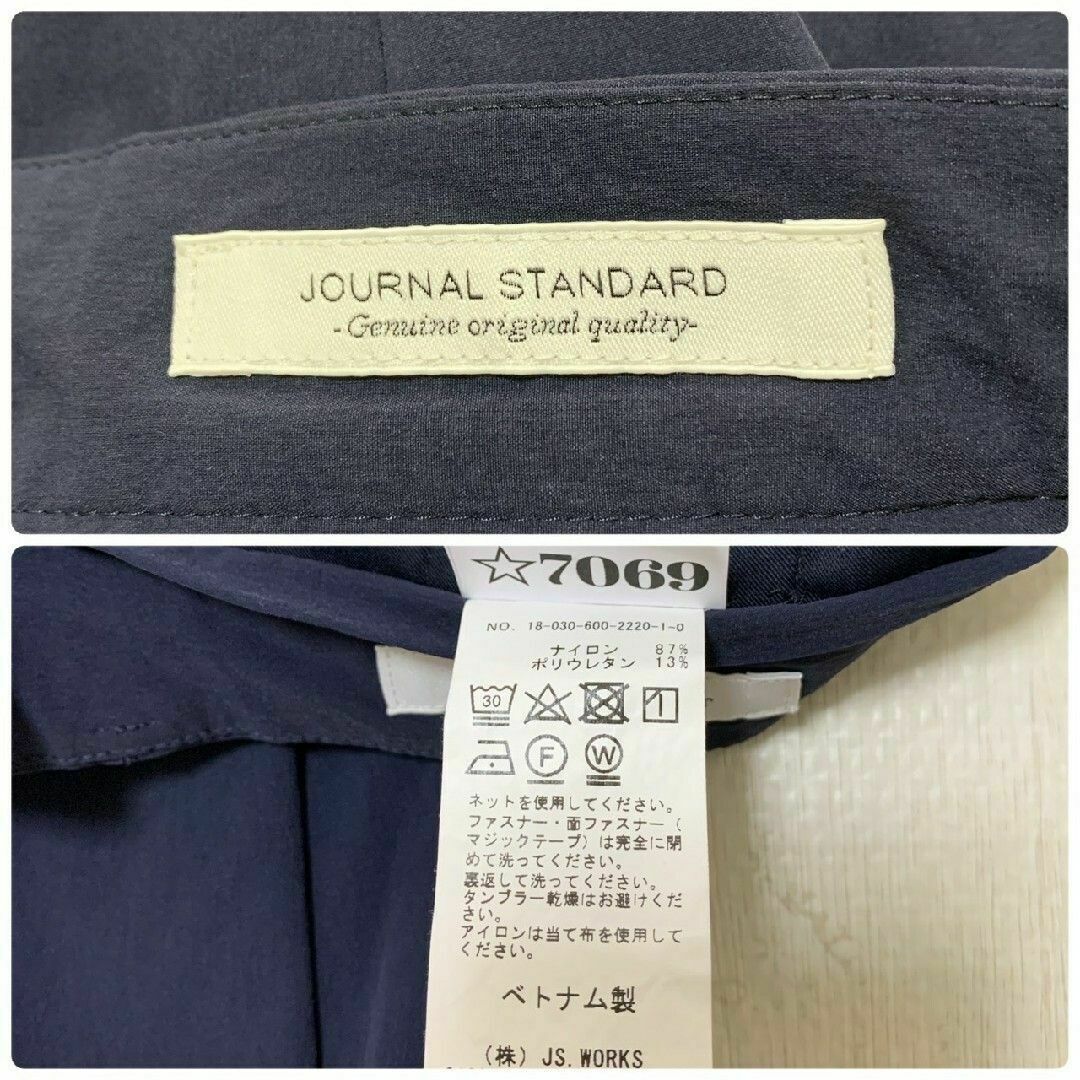 JOURNAL STANDARD
-Genuine original quality-
☆7069
NO. 18-030-600-2220-1-0
ナイロン 87%
ポリウレタン 13%
30
F
W
ネットを使用してください。
ファスナー・面ファスナー(
マジックテープ)は完全に閉
めて洗ってください。
裏返して洗ってください。
タンブラー乾燥はお避けくだ
さい。
アイロンは当て布を使用して
ください。
ベトナム製
(株) JS.WORKS